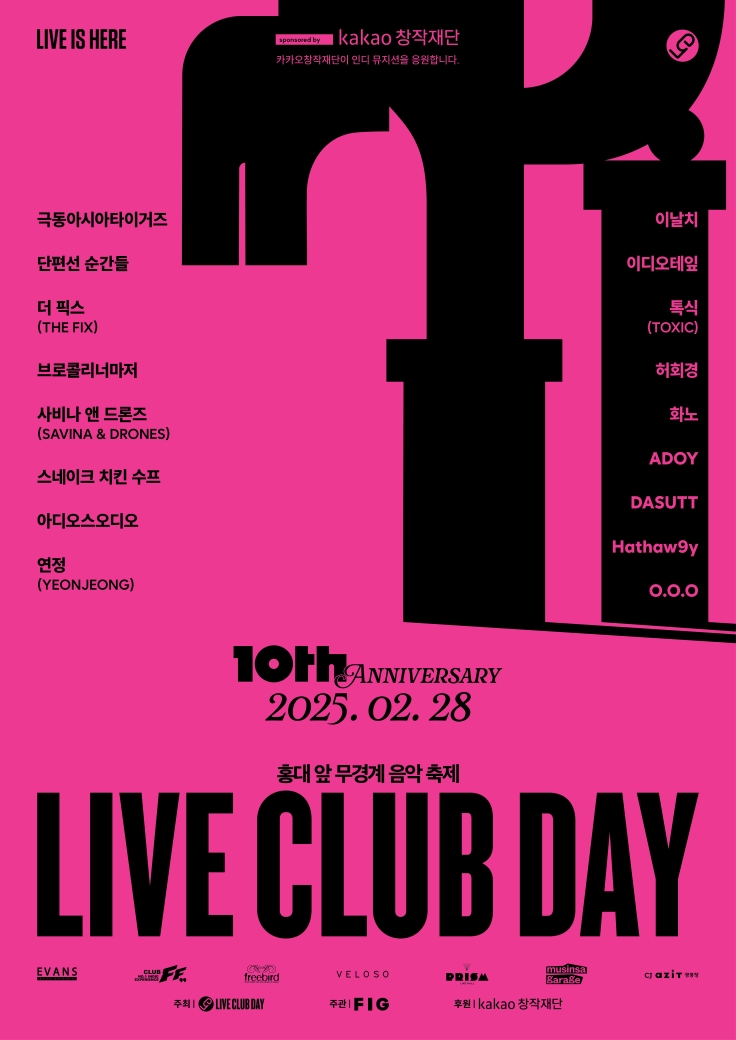 LIVE IS HERE
sponsored by kakao 창작재단
카카오창작재단이 인디 뮤지션을 응원합니다.
극동아시아타이거즈
단편선 순간들
더 픽스
(THE FIX)
브로콜리너마저
사비나 앤 드론즈
(SAVINA & DRONES)
스네이크 치킨 수프
아디오스오디오
연정
(YEONJEONG)
이날치
이디오테잎
톡식
(TOXIC)
허회경
화노
ADOY
DASUTT
Hathaw9y
O.O.O
10th ANNIVERSARY
2025. 02. 28
홍대 앞 무경계 음악 축제
LIVE CLUB DAY
EVANS CLUB FF freebird VELOSO PRISM musinsa garage CJ azit 광흥창
주최 | LIVE CLUB DAY 주관 | FIG 후원 | kakao 창작재단